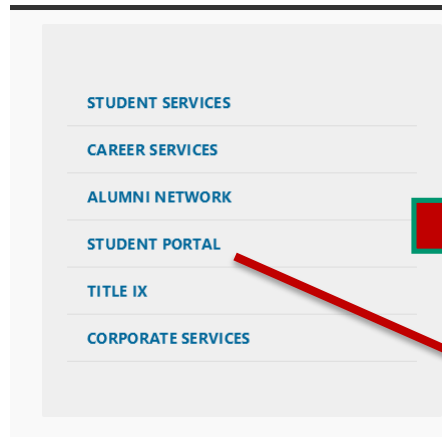 STUDENT SERVICES
CAREER SERVICES
ALUMNI NETWORK
STUDENT PORTAL
TITLE IX
CORPORATE SERVICES